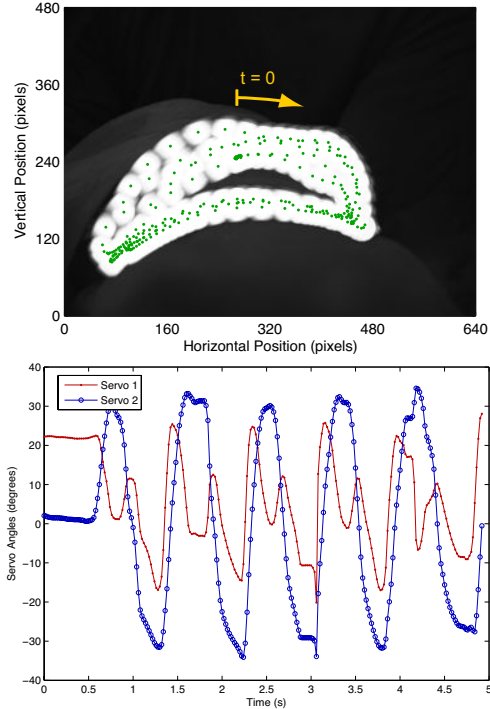 480
360
240
120
0
Vertical Position (pixels)
t = 0
0 160 320 480 640
Horizontal Position (pixels)
40
30
20
10
0
−10
−20
−30
−40
Servo Angles (degrees)
Servo 1
Servo 2
0 0.5 1 1.5 2 2.5 3 3.5 4 4.5 5
Time (s)